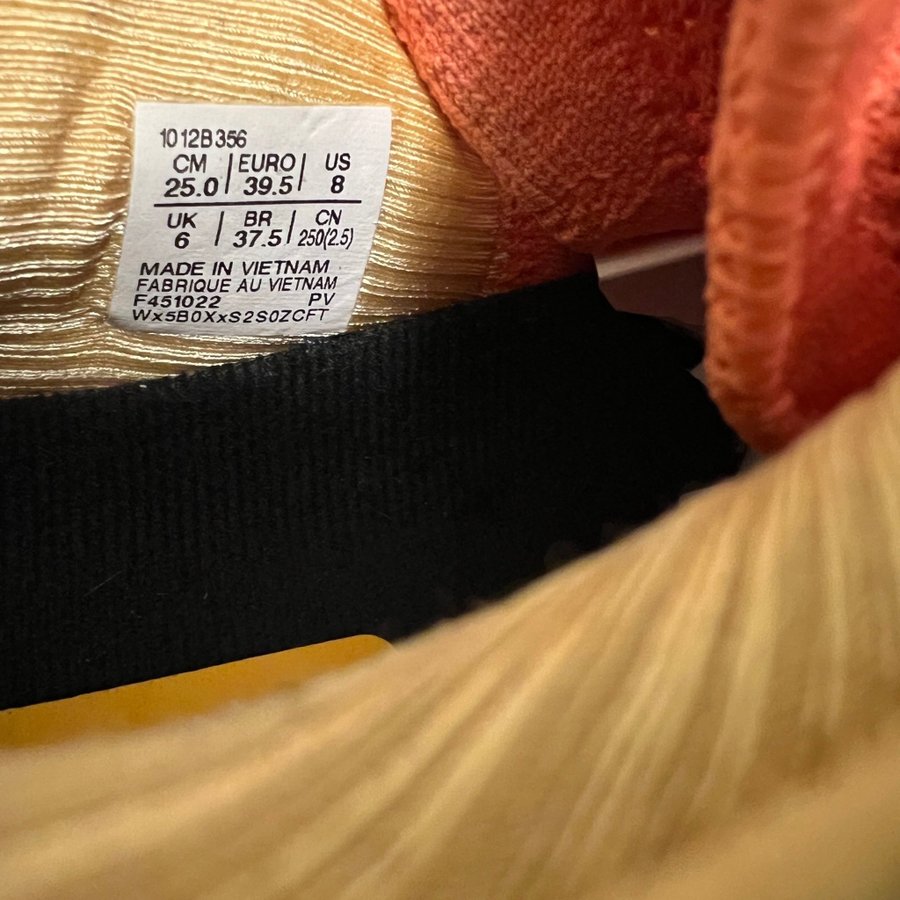 1012B356
CM | EURO | US
25.0 | 39.5 | 8
UK | BR | CN
6 | 37.5 | 250(2.5)
MADE IN VIETNAM
FABRIQUE AU VIETNAM
F451022 PV
Wx5B0XxS2S0ZCFT